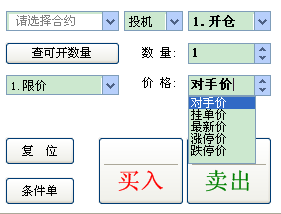 请选择合约 投机 1.开仓
查可开数量 数 量: 1
1.限价 价 格: 对手价
对手价
挂单价
最新价
涨停价
跌停价
复 位
条件单
买入 卖出